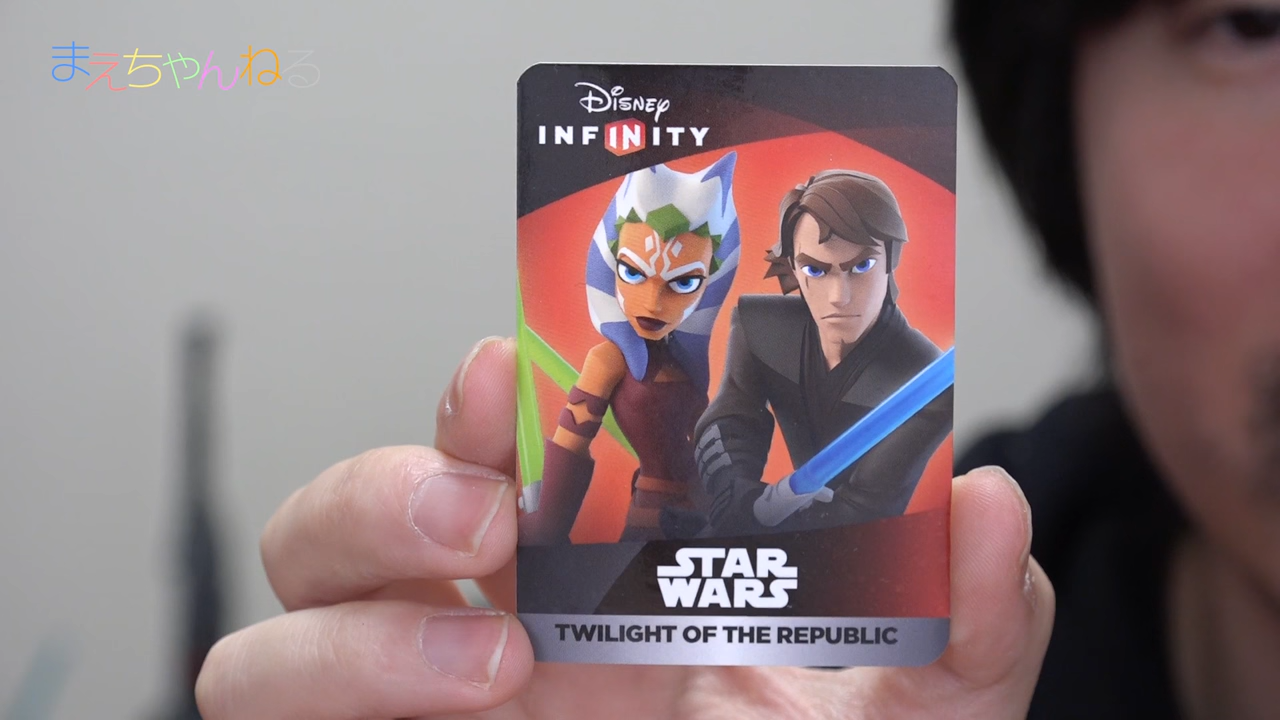 まえちゃんねる
Disney
INFINITY
STAR
WARS
TWILIGHT OF THE REPUBLIC